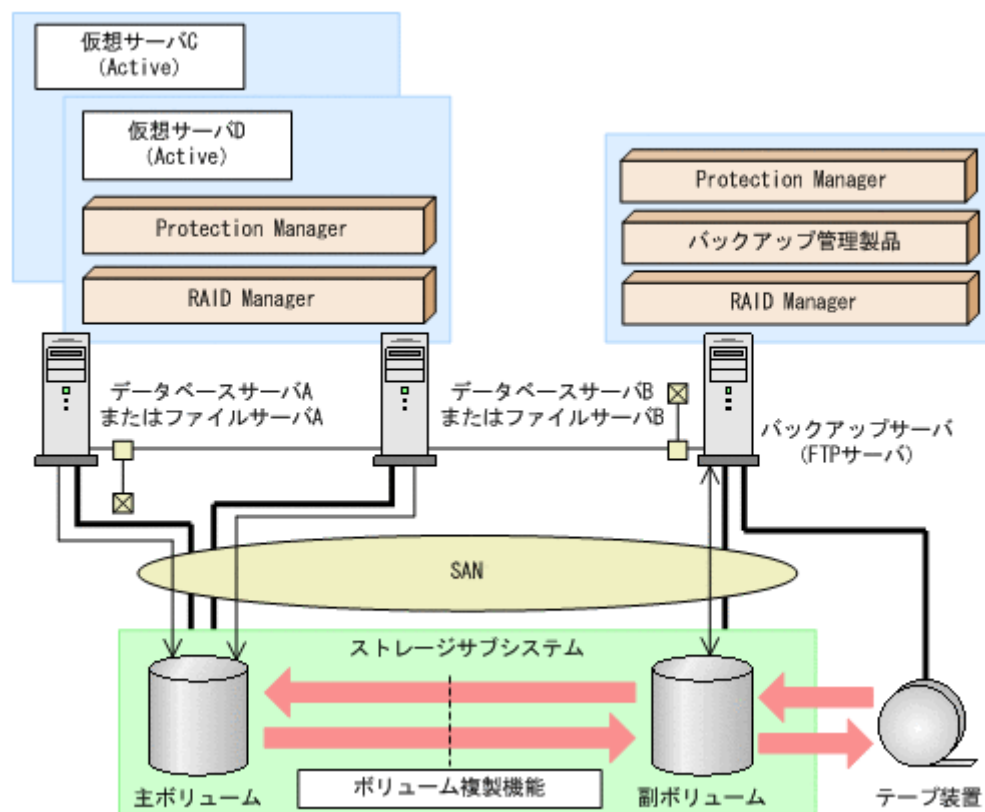 仮想サーバC
(Active)
仮想サーバD
(Active)
Protection Manager
RAID Manager
Protection Manager
バックアップ管理製品
RAID Manager
データベースサーバA
またはファイルサーバA
データベースサーバB
またはファイルサーバB
バックアップサーバ
(FTPサーバ)
SAN
ストレージサブシステム
ボリューム複製機能
主ボリューム
副ボリューム
テープ装置